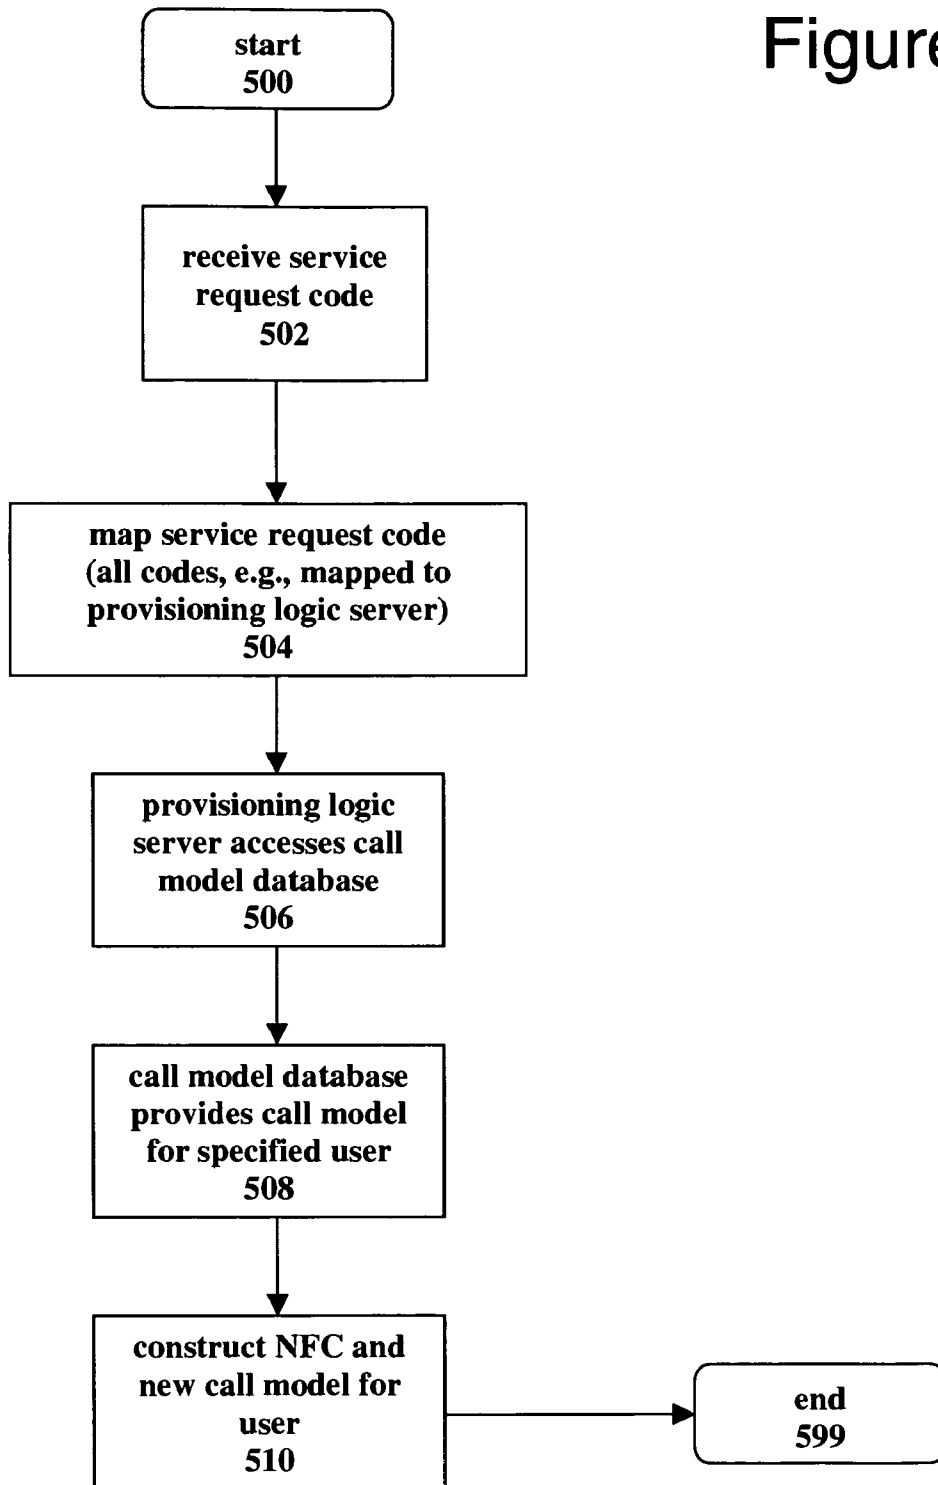 Figure
start
500
receive service
request code
502
map service request code
(all codes, e.g., mapped to
provisioning logic server)
504
provisioning logic
server accesses call
model database
506
call model database
provides call model
for specified user
508
construct NFC and
new call model for
user
510
end
599